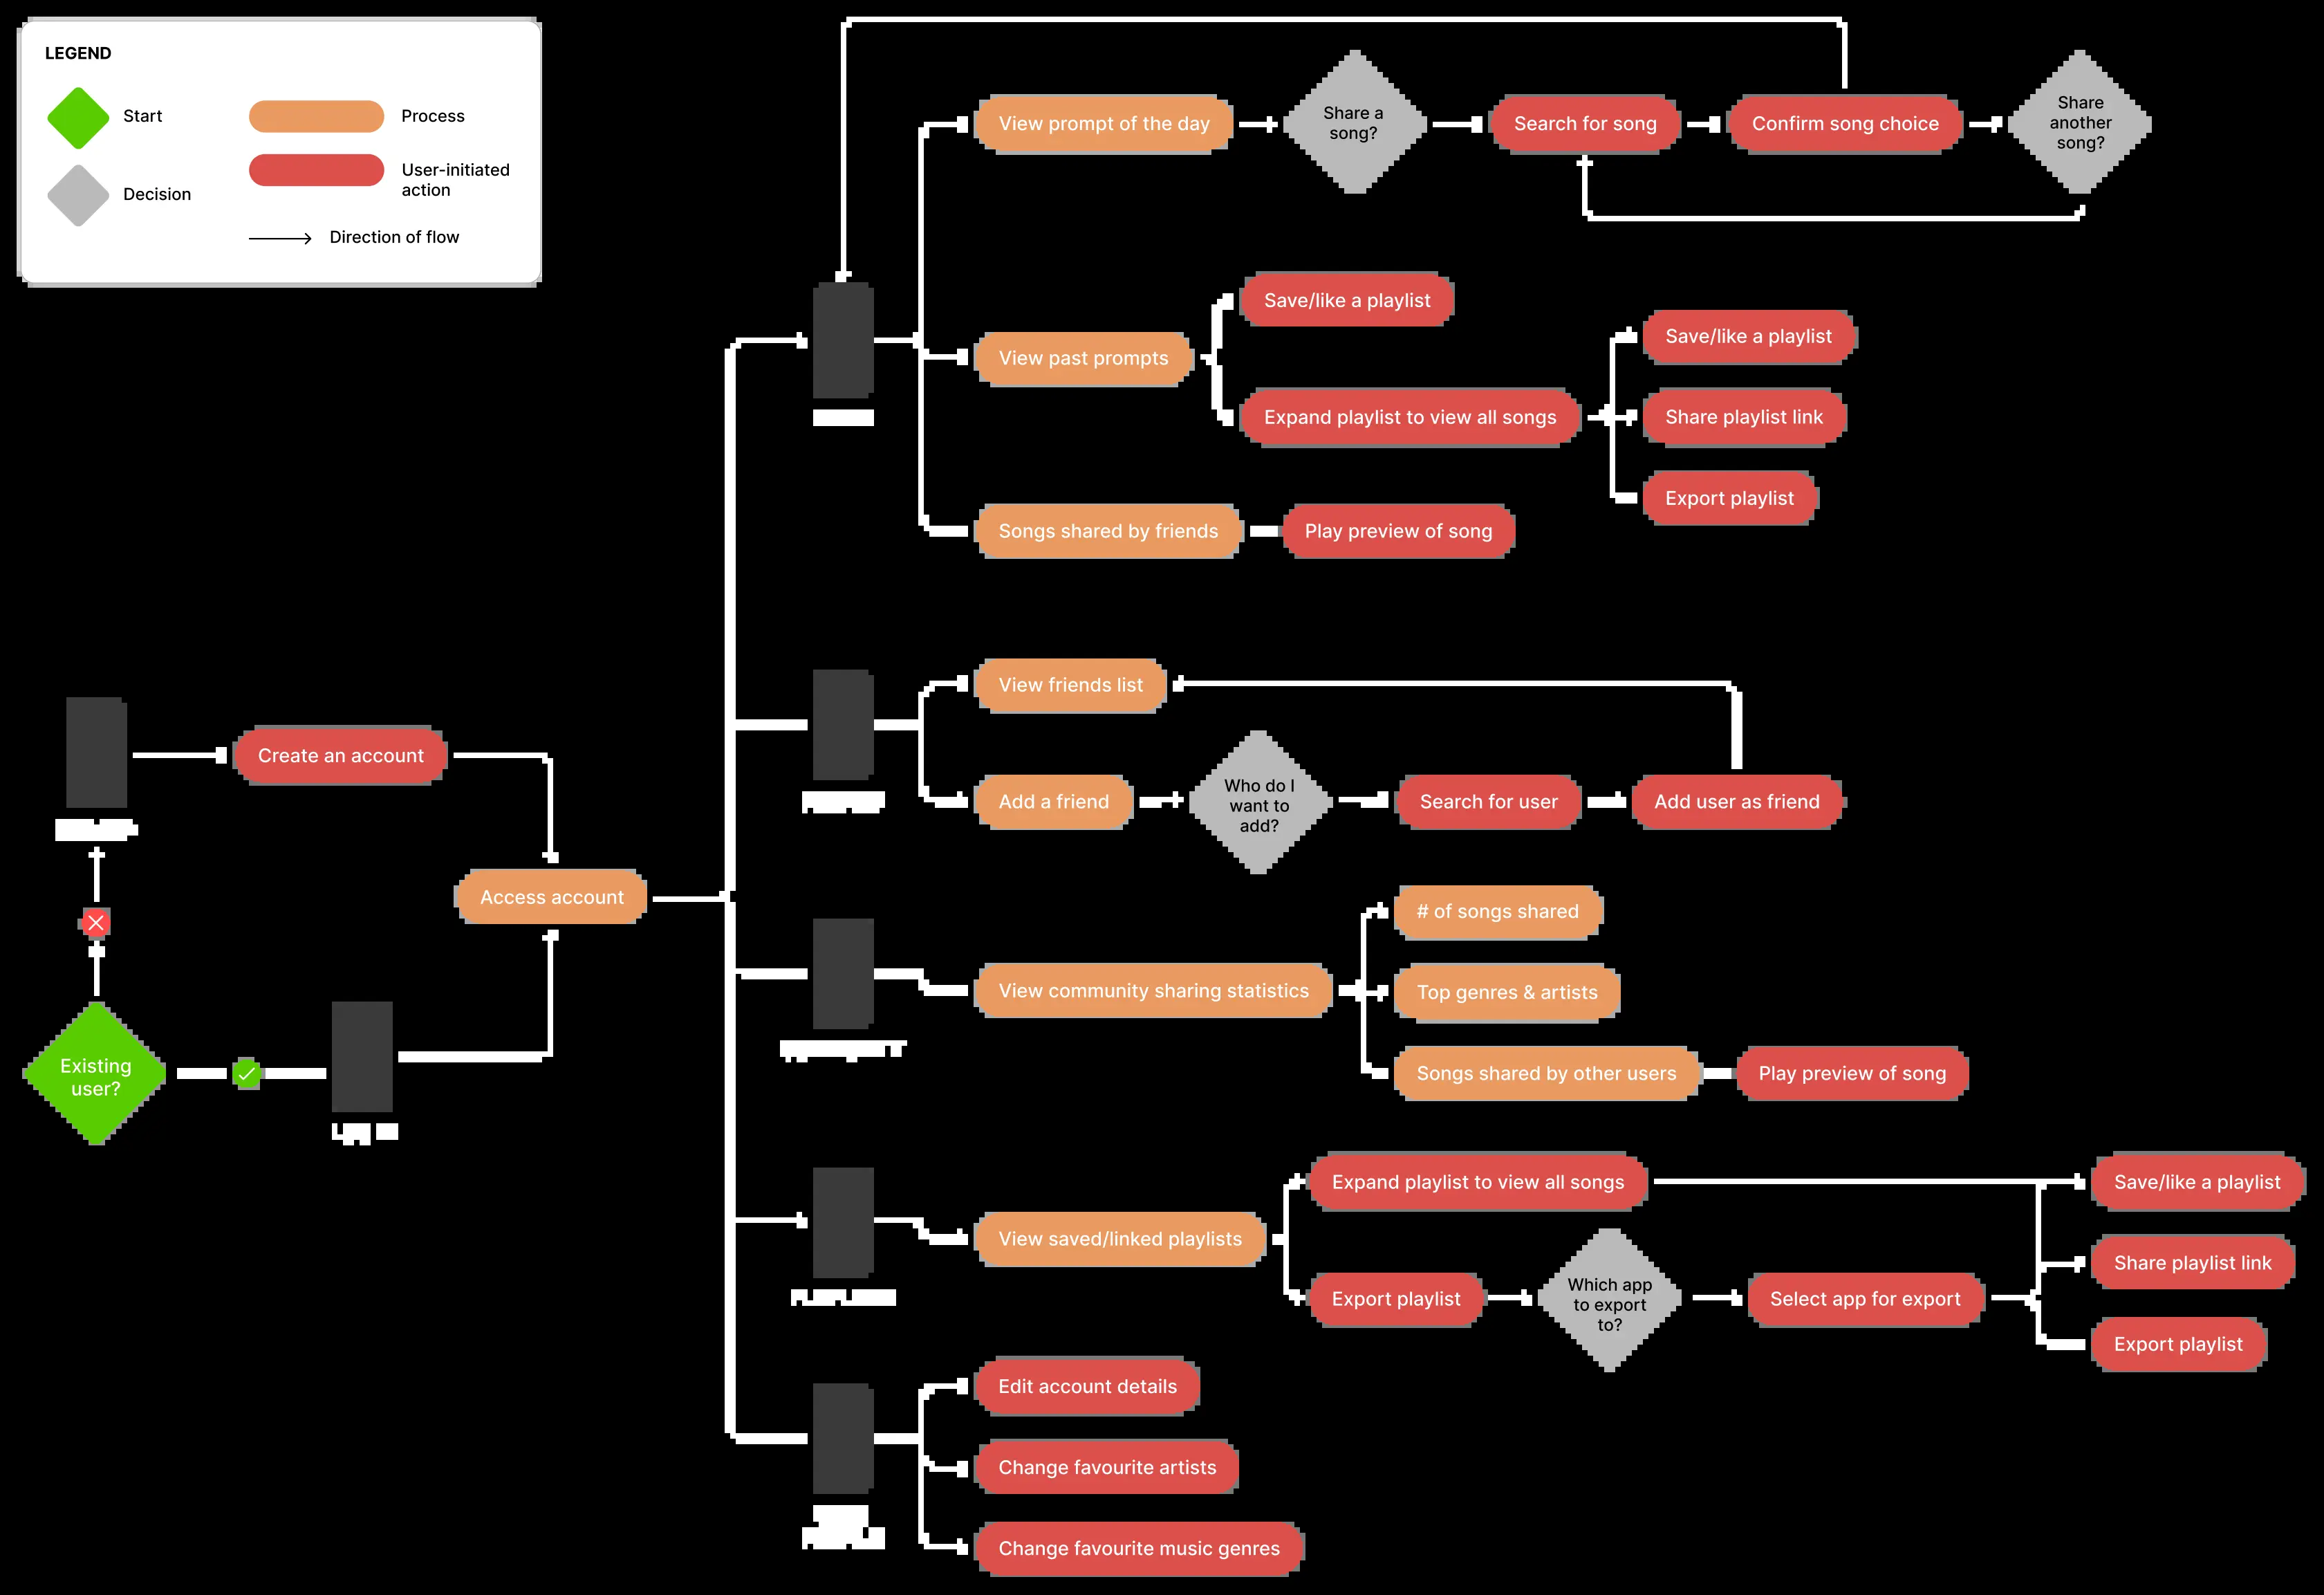 LEGEND
Start
Process
User-initiated
action
Decision
Direction of flow
View prompt of the day
Share a
song?
Search for song
Confirm song choice
Share
another
song?
Save/like a playlist
View past prompts
Expand playlist to view all songs
Save/like a playlist
Share playlist link
Export playlist
Songs shared by friends
Play preview of song
View friends list
Add a friend
Who do I
want to
add?
Search for user
Add user as friend
Create an account
Access account
Existing
user?
# of songs shared
View community sharing statistics
Top genres & artists
Songs shared by other users
Play preview of song
Expand playlist to view all songs
View saved/linked playlists
Export playlist
Which app
to export
to?
Select app for export
Save/like a playlist
Share playlist link
Export playlist
Edit account details
Change favourite artists
Change favourite music genres